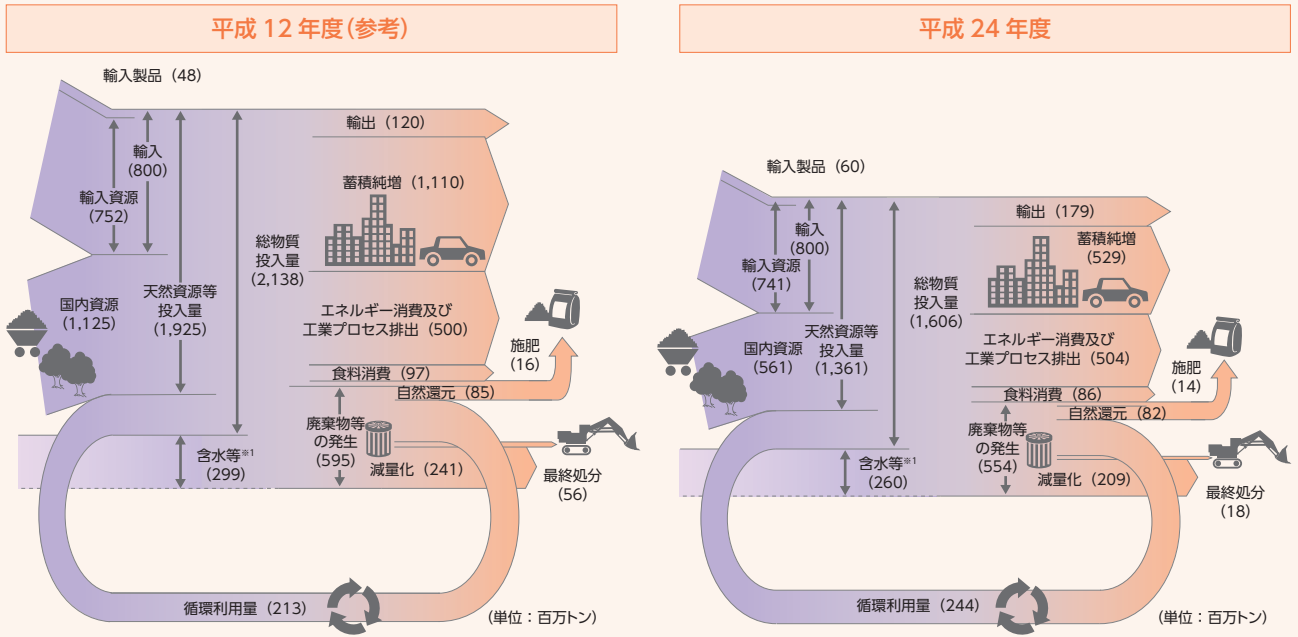 平成 12 年度(参考)
輸入製品（48）
輸出（120）
輸入
(800)
輸入資源
(752)
蓄積純増（1,110）
総物質
投入量
(2,138)
国内資源
(1,125)
天然資源等
投入量
(1,925)
エネルギー消費及び
工業プロセス排出（500）
施肥
(16)
食料消費（97）
自然還元（85）
廃棄物等
の発生
(595)
含水等※1
(299)
減量化（241）
最終処分
(56)
循環利用量（213）
(単位：百万トン)
平成 24 年度
輸入製品（60）
輸出（179）
輸入
(800)
輸入資源
(741)
蓄積純増
(529)
総物質
投入量
(1,606)
国内資源
(561)
天然資源等
投入量
(1,361)
エネルギー消費及び
工業プロセス排出（504）
施肥
(14)
食料消費（86）
自然還元（82）
廃棄物等
の発生
(554)
含水等※1
(260)
減量化（209）
最終処分
(18)
循環利用量（244）
(単位：百万トン)